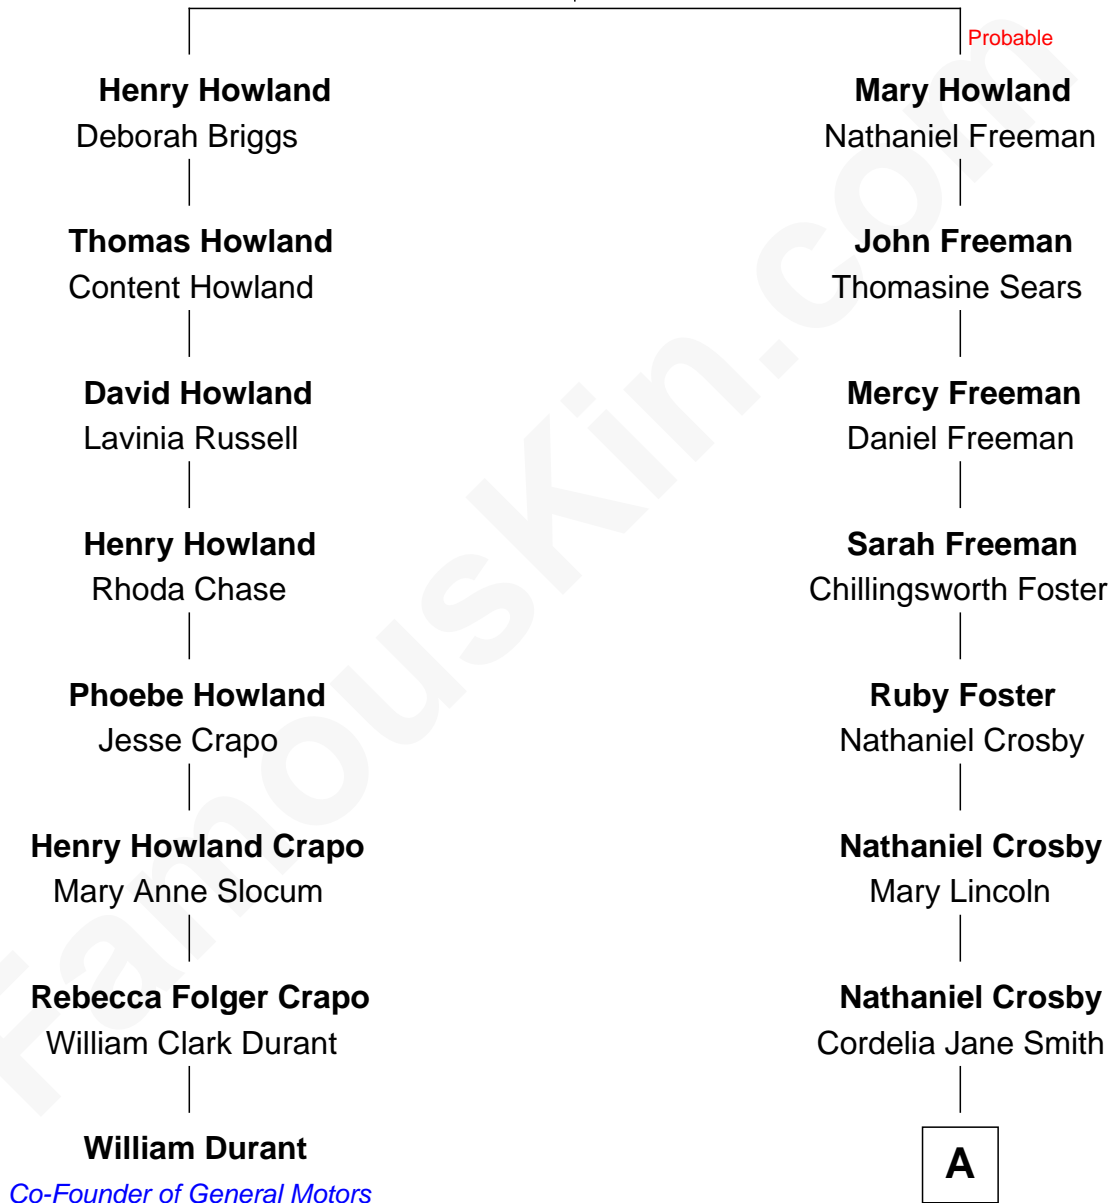 Probable
Henry Howland
Deborah Briggs
Mary Howland
Nathaniel Freeman
Thomas Howland
Content Howland
John Freeman
Thomasine Sears
David Howland
Lavinia Russell
Mercy Freeman
Daniel Freeman
Henry Howland
Rhoda Chase
Sarah Freeman
Chillingsworth Foster
Phoebe Howland
Jesse Crapo
Ruby Foster
Nathaniel Crosby
Henry Howland Crapo
Mary Anne Slocum
Nathaniel Crosby
Mary Lincoln
Rebecca Folger Crapo
William Clark Durant
Nathaniel Crosby
Cordelia Jane Smith
William Durant
Co-Founder of General Motors
A
FamousKin.com